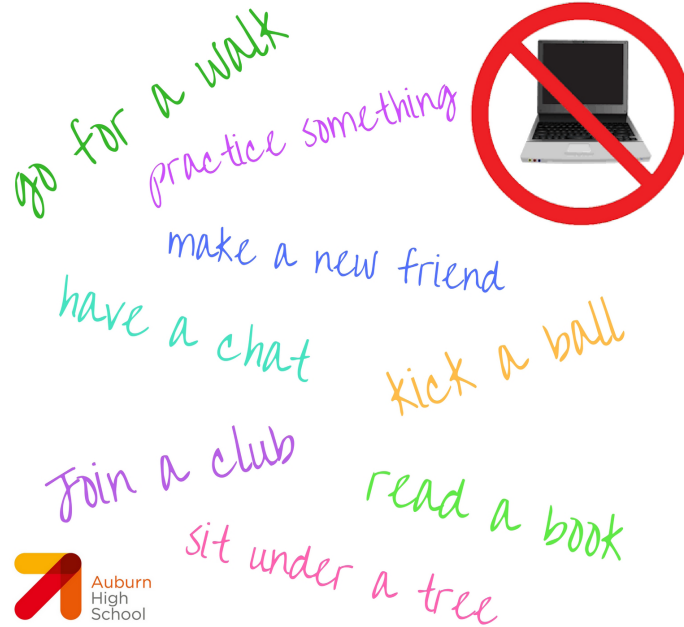 go for a walk
practice something
make a new friend
have a chat
kick a ball
Join a club
read a book
sit under a tree
Auburn
High
School